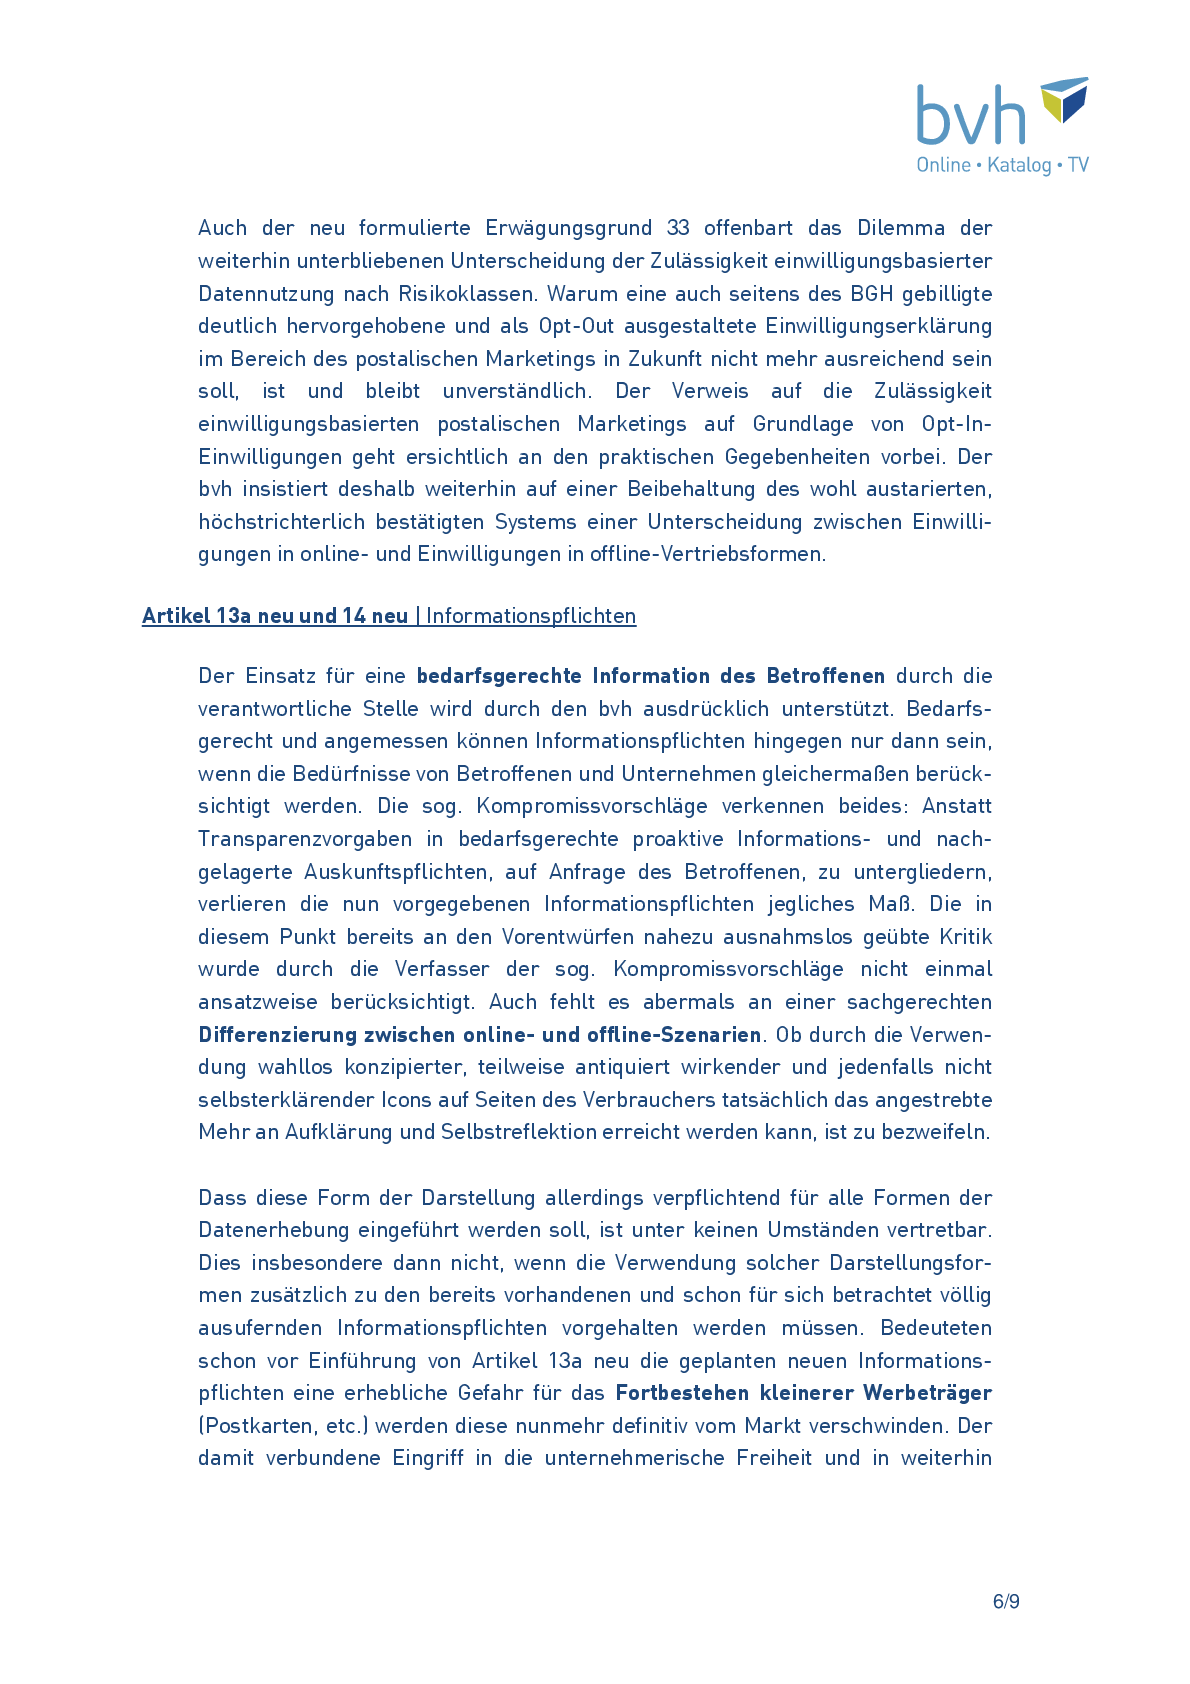 bvh
Online • Katalog • TV
Auch der neu formulierte Erwägungsgrund 33 offenbart das Dilemma der
weiterhin unterbliebenen Unterscheidung der Zulässigkeit einwilligungsbasierter
Datennutzung nach Risikoklassen. Warum eine auch seitens des BGH gebilligte
deutlich hervorgehobene und als Opt-Out ausgestaltete Einwilligungserklärung
im Bereich des postalischen Marketings in Zukunft nicht mehr ausreichend sein
soll, ist und bleibt unverständlich. Der Verweis auf die Zulässigkeit
einwilligungsbasierten postalischen Marketings auf Grundlage von Opt-In-
Einwilligungen geht ersichtlich an den praktischen Gegebenheiten vorbei. Der
bvh insistiert deshalb weiterhin auf einer Beibehaltung des wohl austarierten,
höchstrichterlich bestätigten Systems einer Unterscheidung zwischen Einwilli-
gungen in online- und Einwilligungen in offline-Vertriebsformen.
Artikel 13a neu und 14 neu | Informationspflichten
Der Einsatz für eine bedarfsgerechte Information des Betroffenen durch die
verantwortliche Stelle wird durch den bvh ausdrücklich unterstützt. Bedarfs-
gerecht und angemessen können Informationspflichten hingegen nur dann sein,
wenn die Bedürfnisse von Betroffenen und Unternehmen gleichermaßen berück-
sichtigt werden. Die sog. Kompromissvorschläge verkennen beides: Anstatt
Transparenzvorgaben in bedarfsgerechte proaktive Informations- und nach-
gelagerte Auskunftspflichten, auf Anfrage des Betroffenen, zu untergliedern,
verlieren die nun vorgegebenen Informationspflichten jegliches Maß. Die in
diesem Punkt bereits an den Vorentwürfen nahezu ausnahmslos geübte Kritik
wurde durch die Verfasser der sog. Kompromissvorschläge nicht einmal
ansatzweise berücksichtigt. Auch fehlt es abermals an einer sachgerechten
Differenzierung zwischen online- und offline-Szenarien. Ob durch die Verwen-
dung wahllos konzipierter, teilweise antiquiert wirkender und jedenfalls nicht
selbsterklärender Icons auf Seiten des Verbrauchers tatsächlich das angestrebte
Mehr an Aufklärung und Selbstreflektion erreicht werden kann, ist zu bezweifeln.
Dass diese Form der Darstellung allerdings verpflichtend für alle Formen der
Datenerhebung eingeführt werden soll, ist unter keinen Umständen vertretbar.
Dies insbesondere dann nicht, wenn die Verwendung solcher Darstellungsfor-
men zusätzlich zu den bereits vorhandenen und schon für sich betrachtet völlig
ausufernden Informationspflichten vorgehalten werden müssen. Bedeuteten
schon vor Einführung von Artikel 13a neu die geplanten neuen Informations-
pflichten eine erhebliche Gefahr für das Fortbestehen kleinerer Werbeträger
(Postkarten, etc.) werden diese nunmehr definitiv vom Markt verschwinden. Der
damit verbundene Eingriff in die unternehmerische Freiheit und in weiterhin
6/9